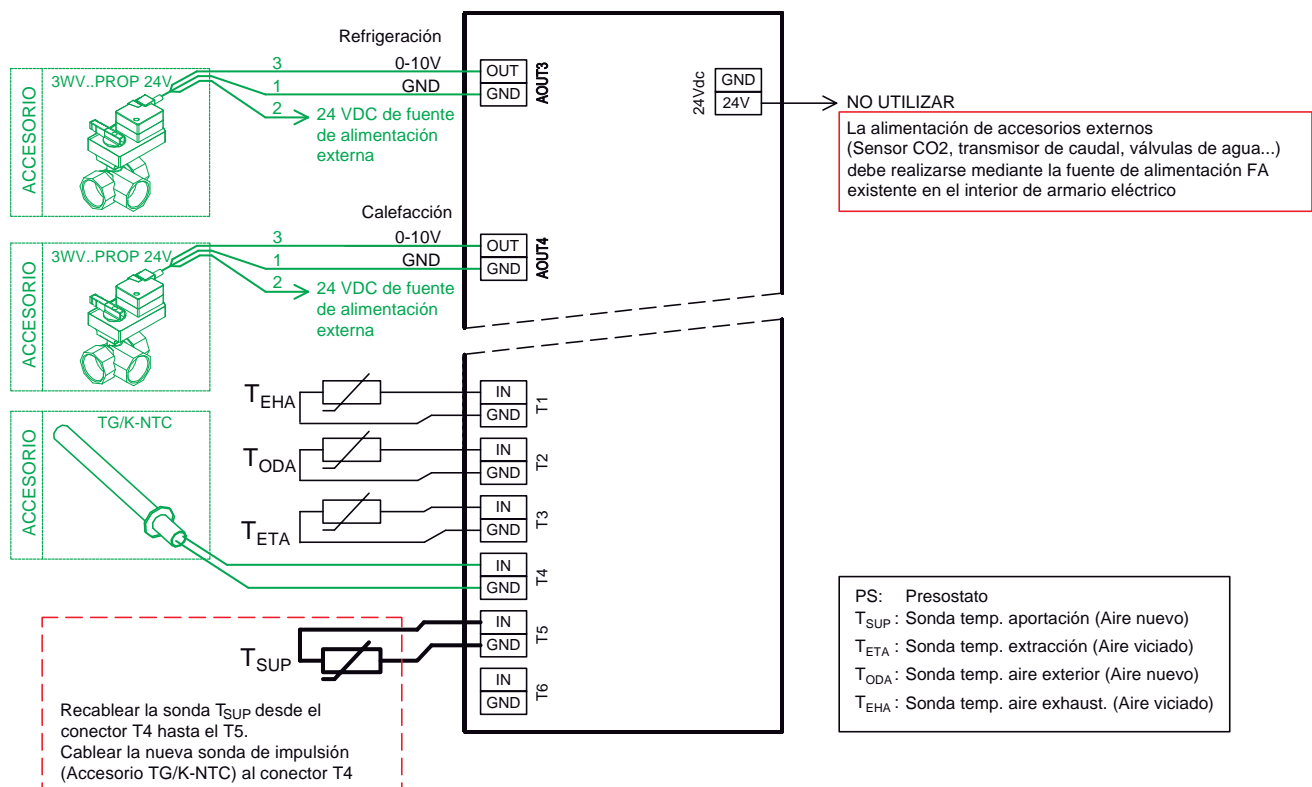 Refrigeración
ACCESORIO
3WV..PROP 24V
3
0-10V
1
GND
2
24 VDC de fuente
de alimentación
externa
OUT
GND
AOUT3
24Vdc
GND
24V
NO UTILIZAR
La alimentación de accesorios externos
(Sensor CO2, transmisor de caudal, válvulas de agua...)
debe realizarse mediante la fuente de alimentación FA
existente en el interior de armario eléctrico
Calefacción
ACCESORIO
3WV..PROP 24V
3
0-10V
1
GND
2
24 VDC de fuente
de alimentación
externa
OUT
GND
AOUT4
TEHA
IN
GND
T1
ACCESORIO
TG/K-NTC
TODA
IN
GND
T2
TETA
IN
GND
T3
IN
GND
T4
TSUP
IN
GND
T5
IN
GND
T6
Recablear la sonda TSUP desde el
conector T4 hasta el T5.
Cablear la nueva sonda de impulsión
(Accesorio TG/K-NTC) al conector T4
PS: Presostato
TSUP : Sonda temp. aportación (Aire nuevo)
TETA : Sonda temp. extracción (Aire viciado)
TODA : Sonda temp. aire exterior (Aire nuevo)
TEHA : Sonda temp. aire exhaust. (Aire viciado)